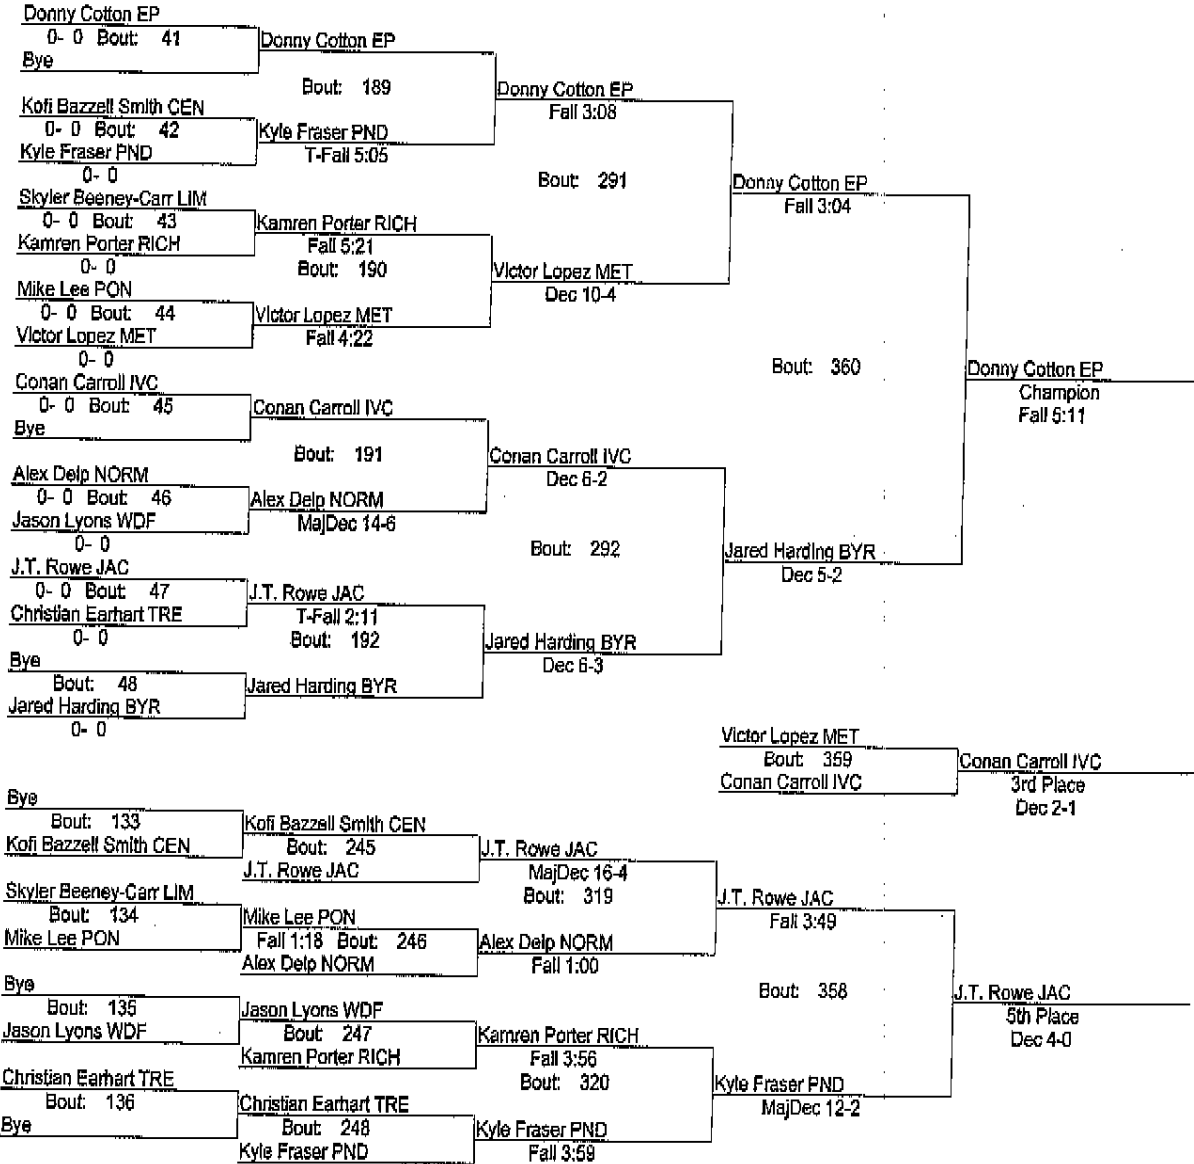 Donny Cotton EP
0- 0 Bout: 41
Bye
Donny Cotton EP
Bout: 189
Kofi Bazzell Smith CEN
0- 0 Bout: 42
Kyle Fraser PND
0- 0
Kyle Fraser PND
T-Fall 5:05
Donny Cotton EP
Fall 3:08
Bout: 291
Skyler Beeney-Carr LIM
0- 0 Bout: 43
Kamren Porter RICH
0- 0
Kamren Porter RICH
Fall 5:21
Bout: 190
Mike Lee PON
0- 0 Bout: 44
Victor Lopez MET
0- 0
Victor Lopez MET
Fall 4:22
Victor Lopez MET
Dec 10-4
Donny Cotton EP
Fall 3:04
Bout: 360
Donny Cotton EP
Champion
Fall 5:11
Conan Carroll IVC
0- 0 Bout: 45
Bye
Conan Carroll IVC
Bout: 191
Alex Delp NORM
0- 0 Bout: 46
Jason Lyons WDF
0- 0
Alex Delp NORM
MajDec 14-6
Conan Carroll IVC
Dec 6-2
Bout: 292
J.T. Rowe JAC
0- 0 Bout: 47
Christian Earhart TRE
0- 0
J.T. Rowe JAC
T-Fall 2:11
Bout: 192
Bye
Bout: 48
Jared Harding BYR
0- 0
Jared Harding BYR
Jared Harding BYR
Dec 6-3
Jared Harding BYR
Dec 5-2
Victor Lopez MET
Bout: 359
Conan Carroll IVC
Conan Carroll IVC
3rd Place
Dec 2-1
Bye
Bout: 133
Kofi Bazzell Smith CEN
Kofi Bazzell Smith CEN
Bout: 245
J.T. Rowe JAC
J.T. Rowe JAC
MajDec 16-4
Bout: 319
Skyler Beeney-Carr LIM
Bout: 134
Mike Lee PON
Mike Lee PON
Fall 1:18 Bout: 246
Alex Delp NORM
Alex Delp NORM
Fall 1:00
J.T. Rowe JAC
Fall 3:49
Bout: 358
J.T. Rowe JAC
5th Place
Dec 4-0
Bye
Bout: 135
Jason Lyons WDF
Jason Lyons WDF
Bout: 247
Kamren Porter RICH
Kamren Porter RICH
Fall 3:56
Bout: 320
Christian Earhart TRE
Bout: 136
Bye
Christian Earhart TRE
Bout: 248
Kyle Fraser PND
Kyle Fraser PND
Fall 3:59
Kyle Fraser PND
MajDec 12-2